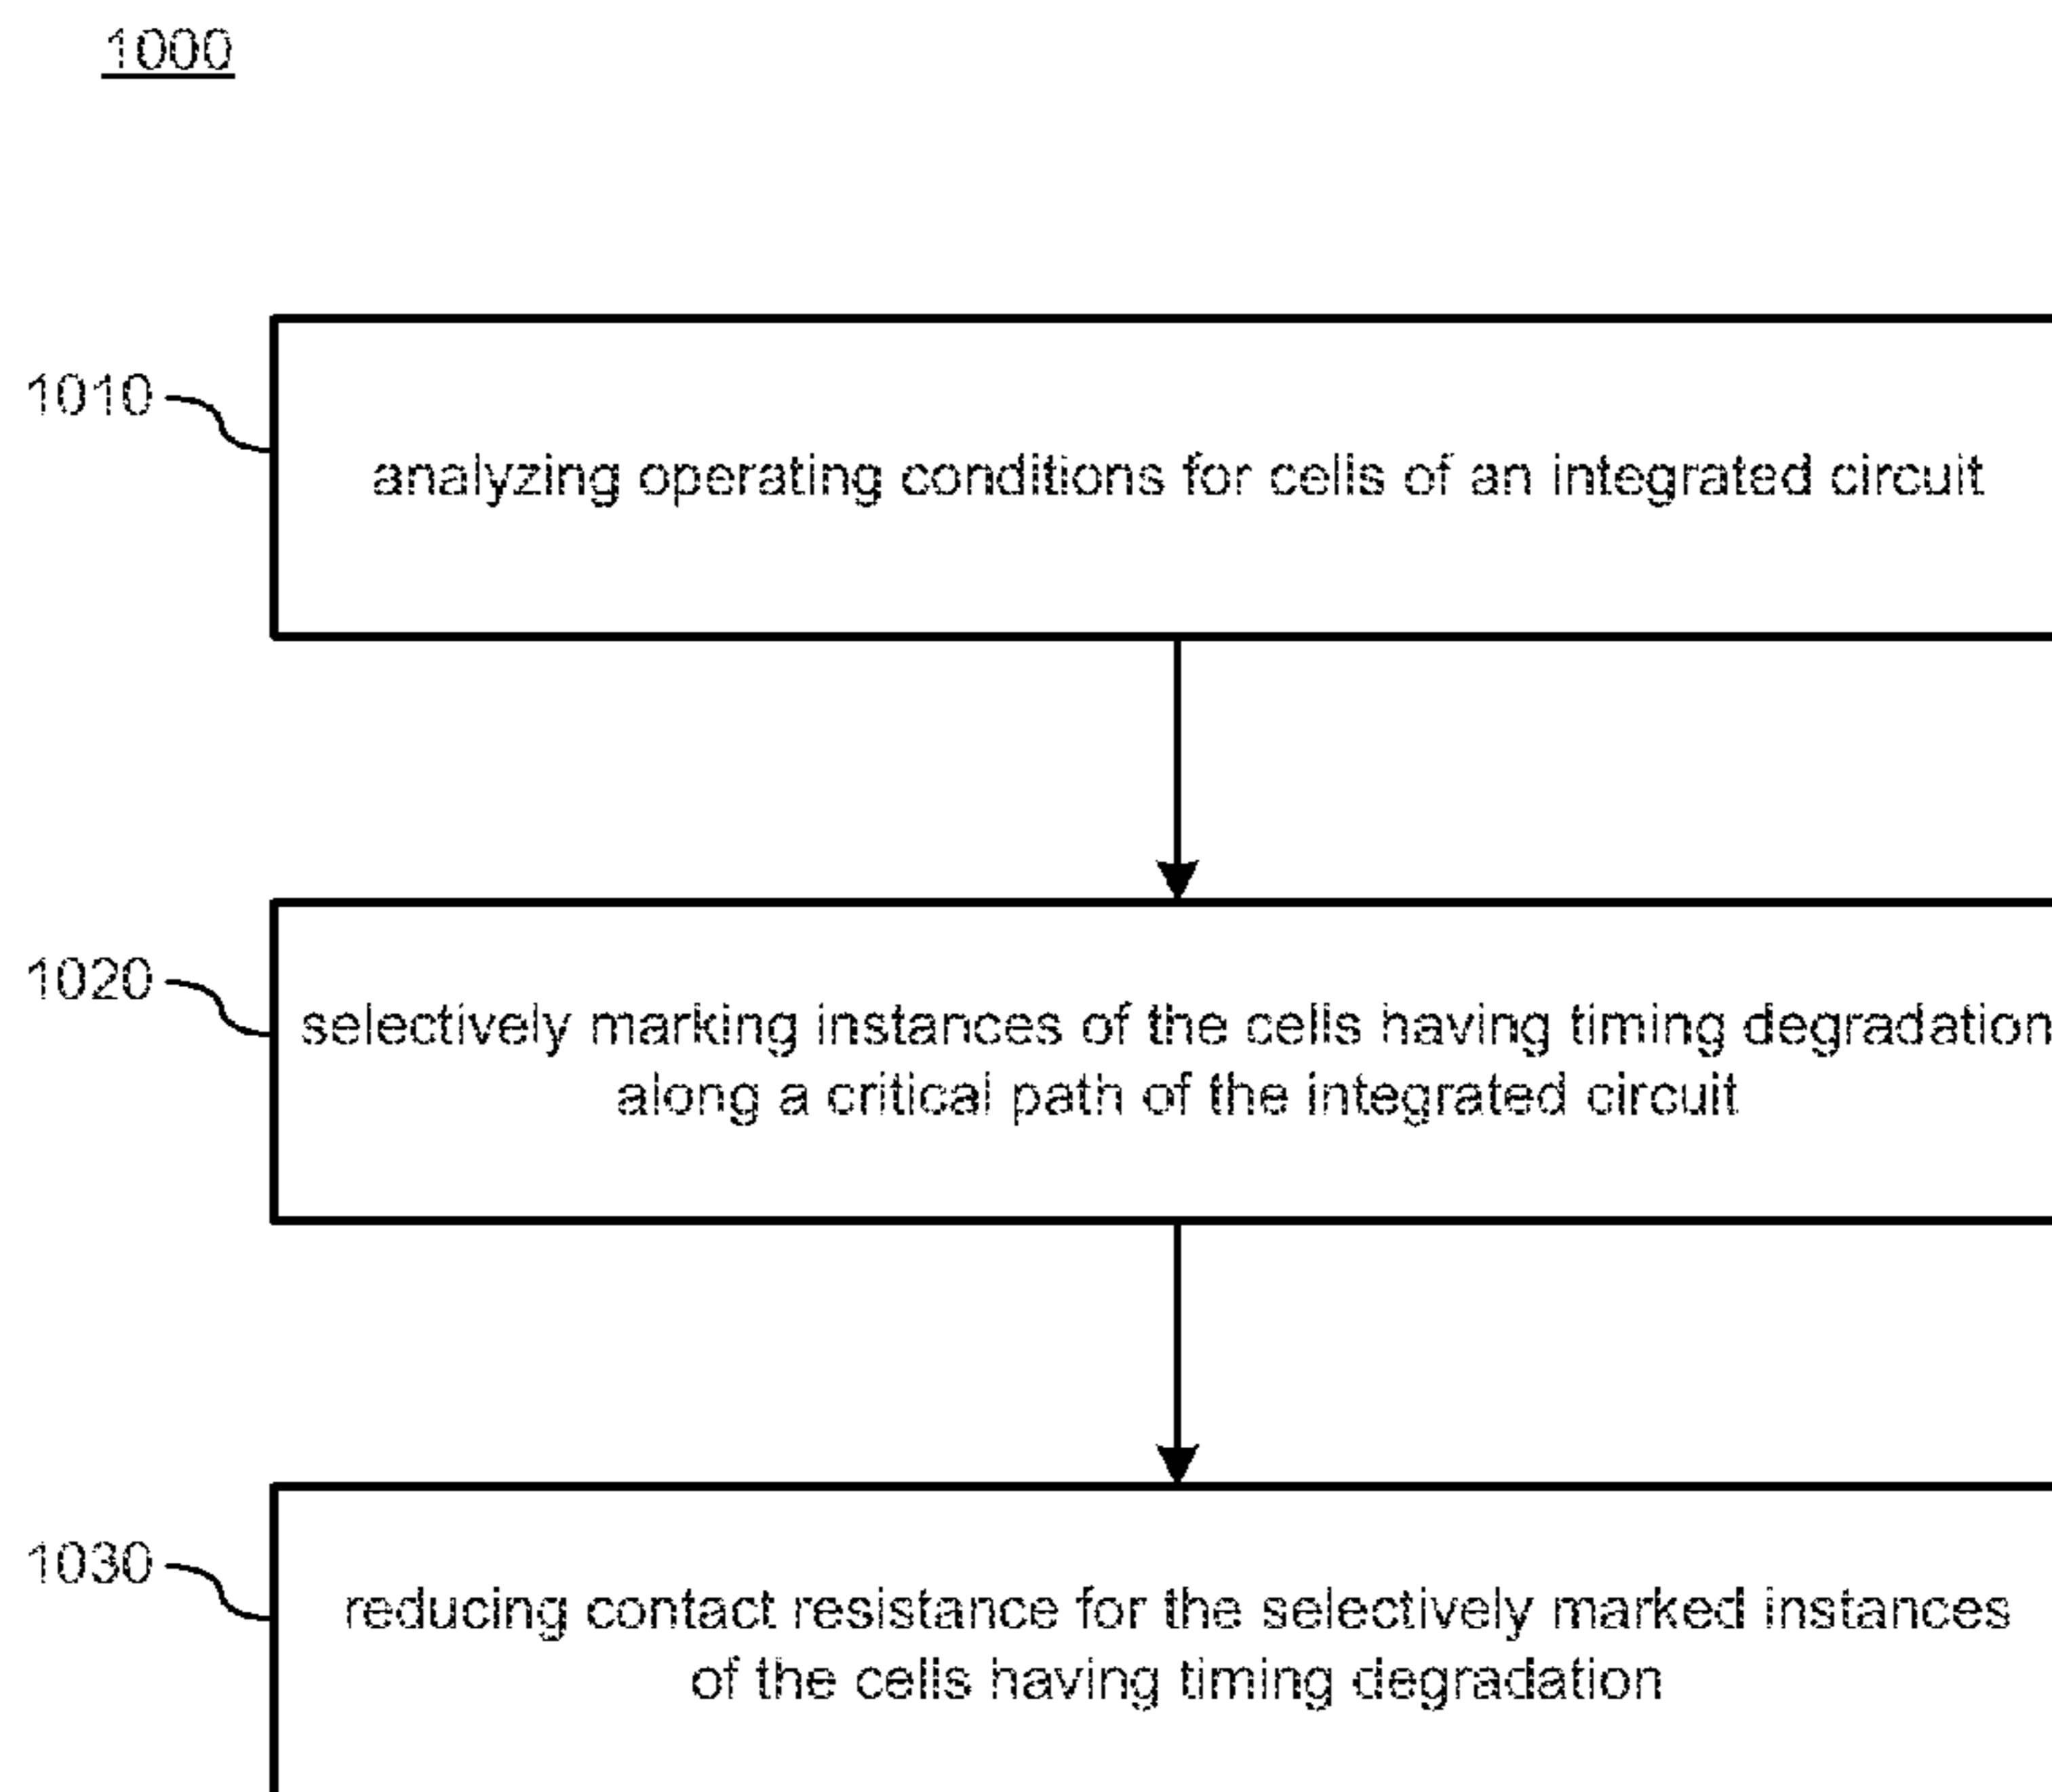 1000
1010
analyzing operating conditions for cells of an integrated circuit
1020
selectively marking instances of the cells having timing degradation
along a critical path of the integrated circuit
1030
reducing contact resistance for the selectively marked instances
of the cells having timing degradation